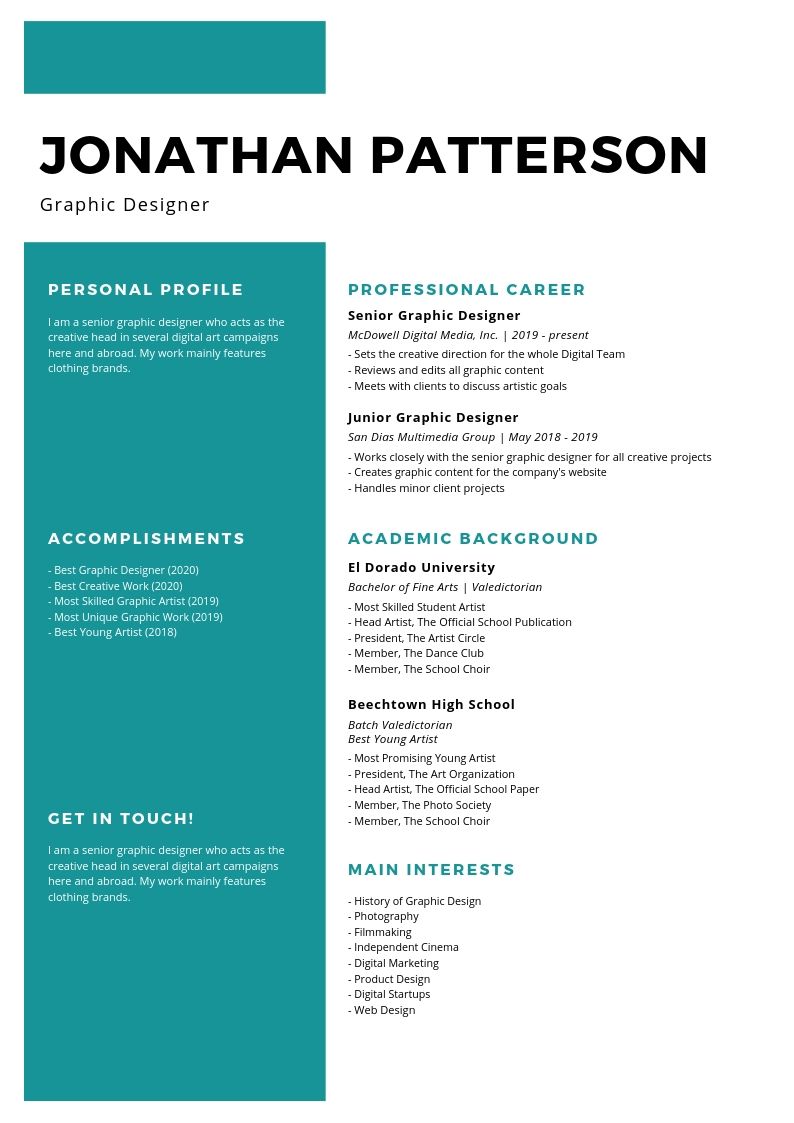 JONATHAN PATTERSON
Graphic Designer
PERSONAL PROFILE
I am a senior graphic designer who acts as the
creative head in several digital art campaigns
here and abroad. My work mainly features
clothing brands.
ACCOMPLISHMENTS
- Best Graphic Designer (2020)
- Best Creative Work (2020)
- Most Skilled Graphic Artist (2019)
- Most Unique Graphic Work (2019)
- Best Young Artist (2018)
GET IN TOUCH!
I am a senior graphic designer who acts as the
creative head in several digital art campaigns
here and abroad. My work mainly features
clothing brands.
PROFESSIONAL CAREER
Senior Graphic Designer
McDowell Digital Media, Inc. | 2019 - present
- Sets the creative direction for the whole Digital Team
- Reviews and edits all graphic content
- Meets with clients to discuss artistic goals
Junior Graphic Designer
San Dias Multimedia Group | May 2018 - 2019
- Works closely with the senior graphic designer for all creative projects
- Creates graphic content for the company's website
- Handles minor client projects
ACADEMIC BACKGROUND
El Dorado University
Bachelor of Fine Arts | Valedictorian
- Most Skilled Student Artist
- Head Artist, The Official School Publication
- President, The Artist Circle
- Member, The Dance Club
- Member, The School Choir
Beechtown High School
Batch Valedictorian
Best Young Artist
- Most Promising Young Artist
- President, The Art Organization
- Head Artist, The Official School Paper
- Member, The Photo Society
- Member, The School Choir
MAIN INTERESTS
- History of Graphic Design
- Photography
- Filmmaking
- Independent Cinema
- Digital Marketing
- Product Design
- Digital Startups
- Web Design